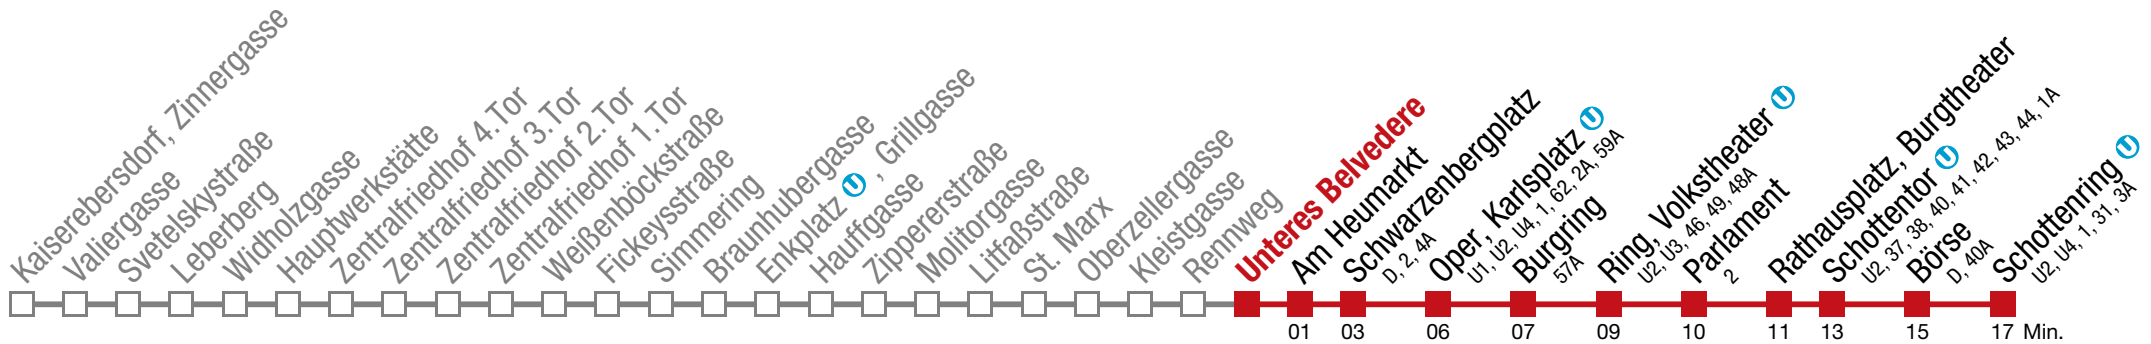 Kaiserebersdorf, Zinnergasse
Valiergasse
Svetelskystraße
Leberberg
Widholzgasse
Hauptwerkstätte
Zentralfriedhof 4.Tor
Zentralfriedhof 3.Tor
Zentralfriedhof 2.Tor
Zentralfriedhof 1.Tor
Weißenböckstraße
Fickeysstraße
Simmering
Braunhubergasse
Enkplatz U, Grillgasse
Hauffgasse
Zippererstraße
Molitorgasse
Litfaßstraße
St. Marx
Oberzellergasse
Kleistgasse
Rennweg
Unteres Belvedere
Am Heumarkt
Schwarzenbergplatz
D, 2, 4A
Oper, Karlsplatz U
U1, U2, U4, 1, 62, 2A, 59A
Burgring
57A
Ring, Volkstheater U
U2, U3, 46, 49, 48A
Parlament
2
Rathausplatz, Burgtheater
Schottentor U
U2, 37, 38, 40, 41, 42, 43, 44, 1A
Börse
D, 40A
Schottenring U
U2, U4, 1, 31, 3A
01 03 06 07 09 10 11 13 15 17 Min.